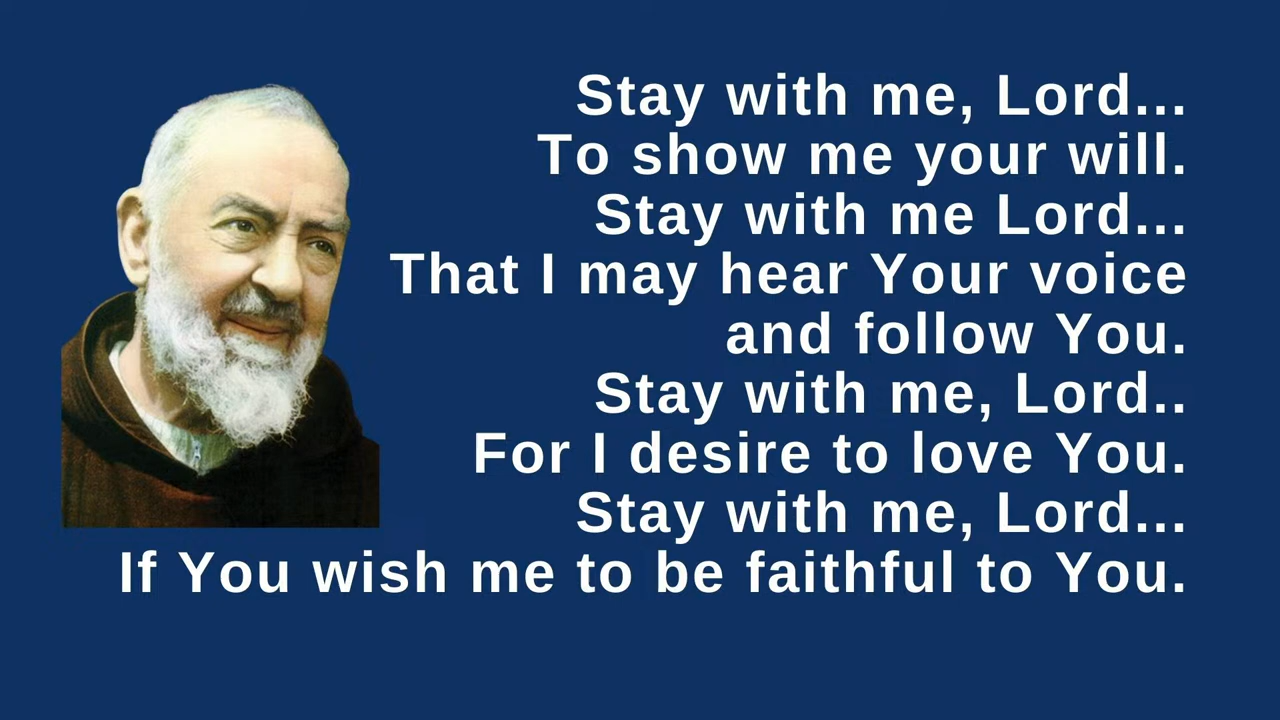 Stay with me, Lord...
To show me your will.
Stay with me Lord...
That I may hear Your voice
and follow You.
Stay with me, Lord..
For I desire to love You.
Stay with me, Lord...
If You wish me to be faithful to You.